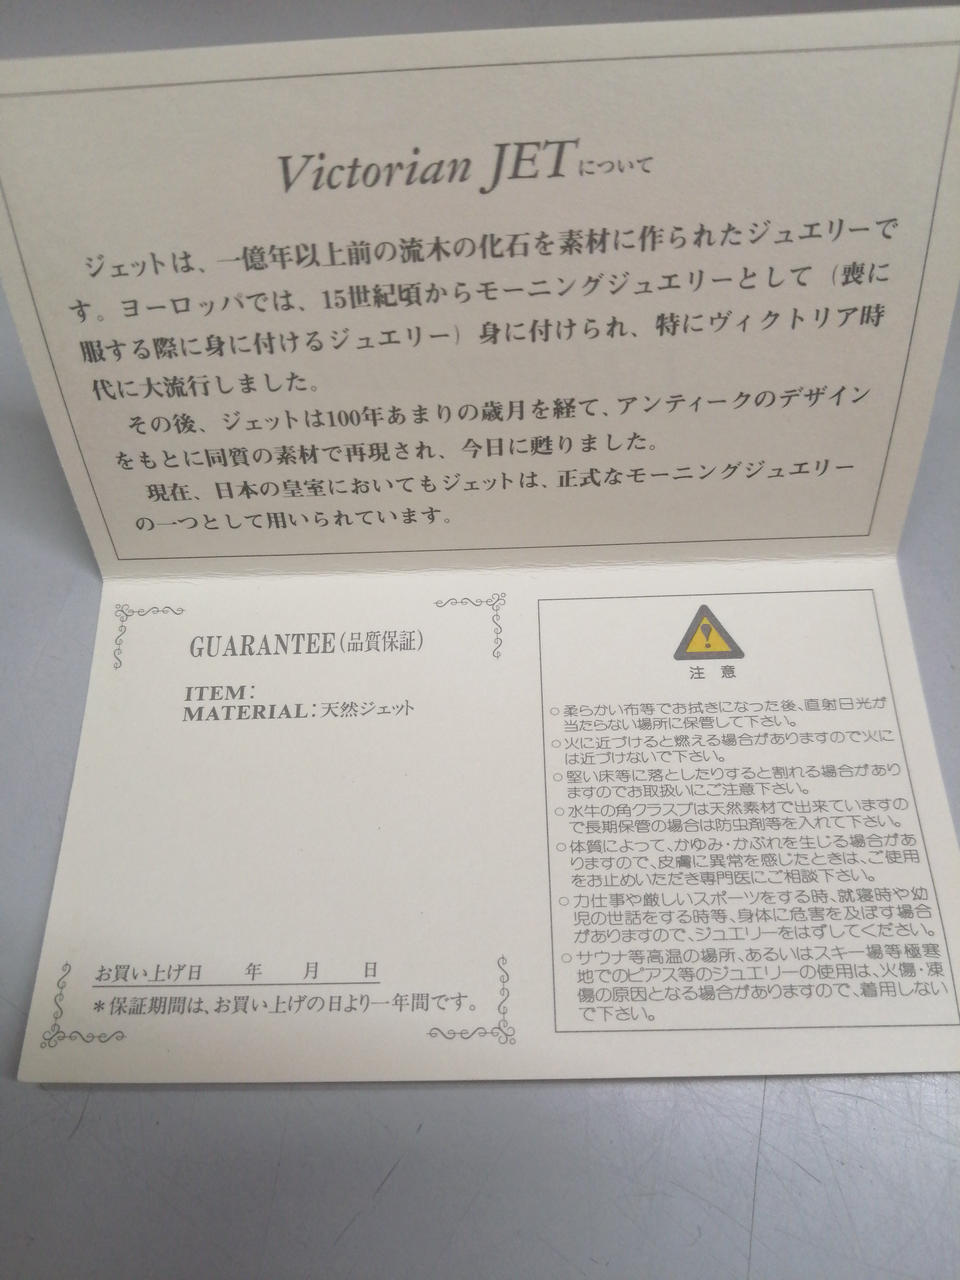 Victorian JETについて
ジェットは、一億年以上前の流木の化石を素材に作られたジュエリーで
す。ヨーロッパでは、15世紀頃からモーニングジュエリーとして（喪に
服する際に身に付けるジュエリー）身に付けられ、特にヴィクトリア時
代に大流行しました。
その後、ジェットは100年あまりの歳月を経て、アンティークのデザイン
をもとに同質の素材で再現され、今日に甦りました。
現在、日本の皇室においてもジェットは、正式なモーニングジュエリー
の一つとして用いられています。
GUARANTEE（品質保証）
ITEM：
MATERIAL：天然ジェット
お買い上げ日　年　月　日
＊保証期間は、お買い上げの日より一年間です。
注 意
○柔らかい布等でお拭きになった後、直射日光が
当たらない場所に保管して下さい。
○火に近づけると燃える場合がありますので火に
は近づけないで下さい。
○堅い床等に落としたりすると割れる場合があり
ますのでお取扱いにご注意下さい。
○水牛の角クラスプは天然素材で出来ていますの
で長期保管の場合は防虫剤等を入れて下さい。
○体質によって、かゆみ・かぶれを生じる場合があ
りますので、皮膚に異常を感じたときは、ご使用
をお止めいただき専門医にご相談下さい。
○力仕事や厳しいスポーツをする時、就寝時や幼
児の世話をする時等、身体に危害を及ぼす場合
がありますので、ジュエリーをはずしてください。
○サウナ等高温の場所、あるいはスキー場等極寒
地でのピアス等のジュエリーの使用は、火傷・凍
傷の原因となる場合がありますので、着用しない
で下さい。